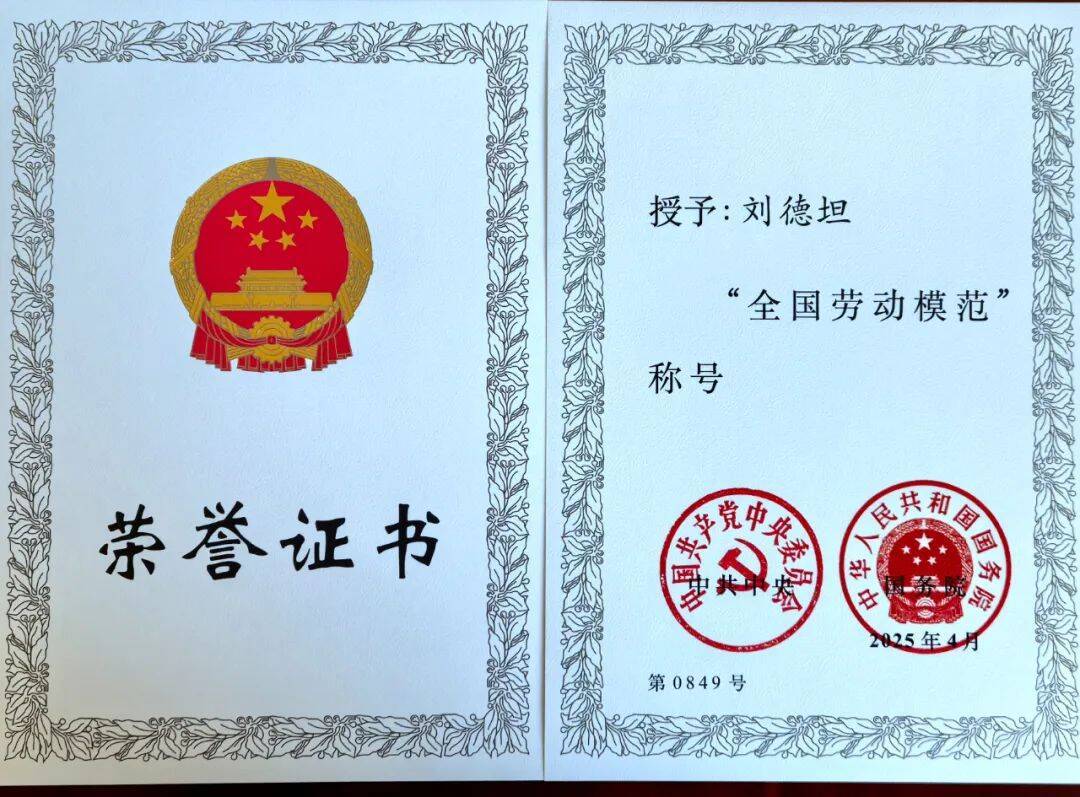 荣誉证书
授予：刘德坦
“全国劳动模范”
称号
中国共产党中央委员会
中华人民共和国国务院
中共中央 国务院
2025年4月
第0849号